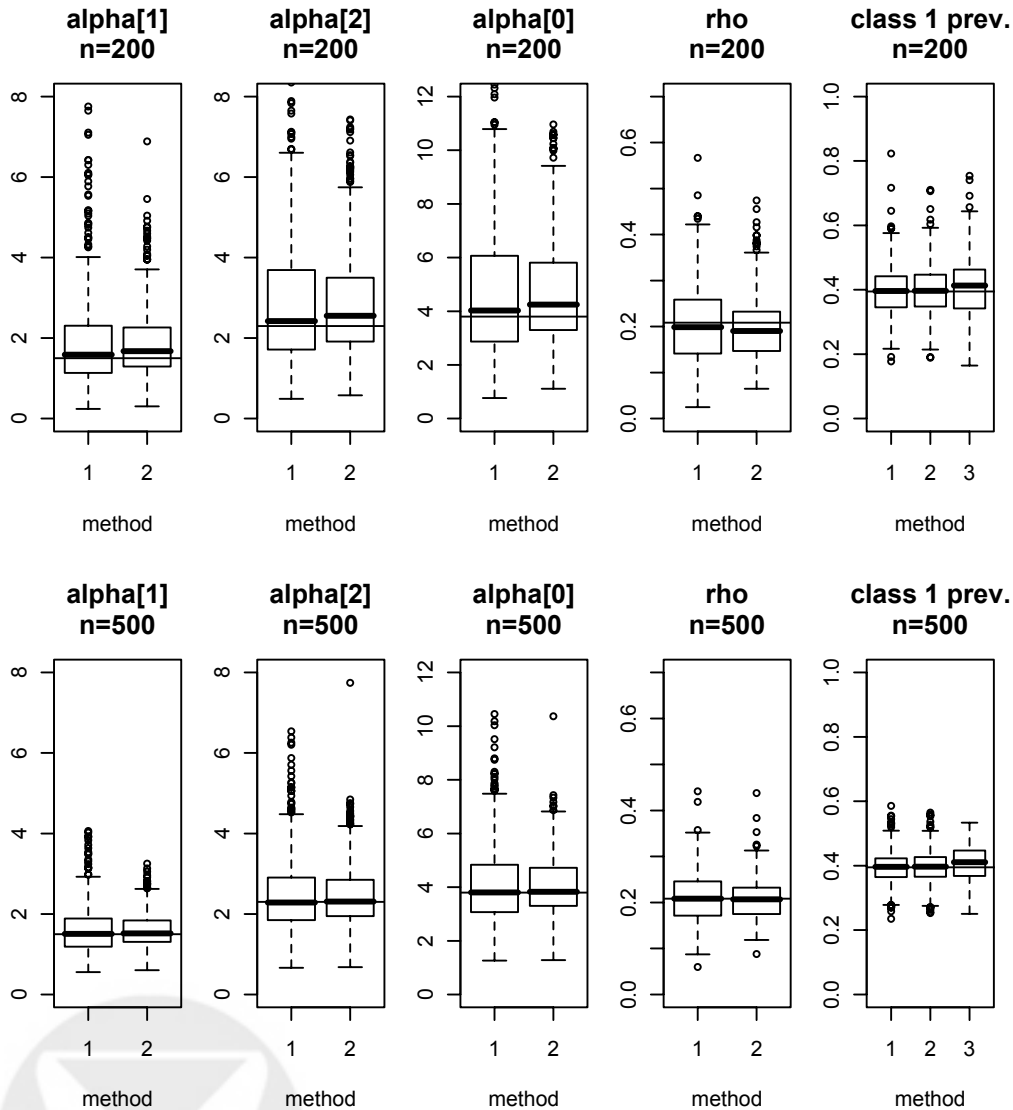 alpha[1] alpha[2] alpha[0] rho class 1 prev.
n=200 n=200 n=200 n=200 n=200
8 8 12 0.6 1.0
6 6 10 0.4 0.8
4 4 8 0.2 0.6
2 2 6 0.0 0.4
0 0 4 0.2
2 0.0
0
1 2 1 2 1 2 1 2 1 2 3
method method method method method
alpha[1] alpha[2] alpha[0] rho class 1 prev.
n=500 n=500 n=500 n=500 n=500
8 8 12 0.6 1.0
6 6 10 0.4 0.8
4 4 8 0.2 0.6
2 2 6 0.0 0.4
0 0 4 0.2
2 0.0
0
1 2 1 2 1 2 1 2 1 2 3
method method method method method